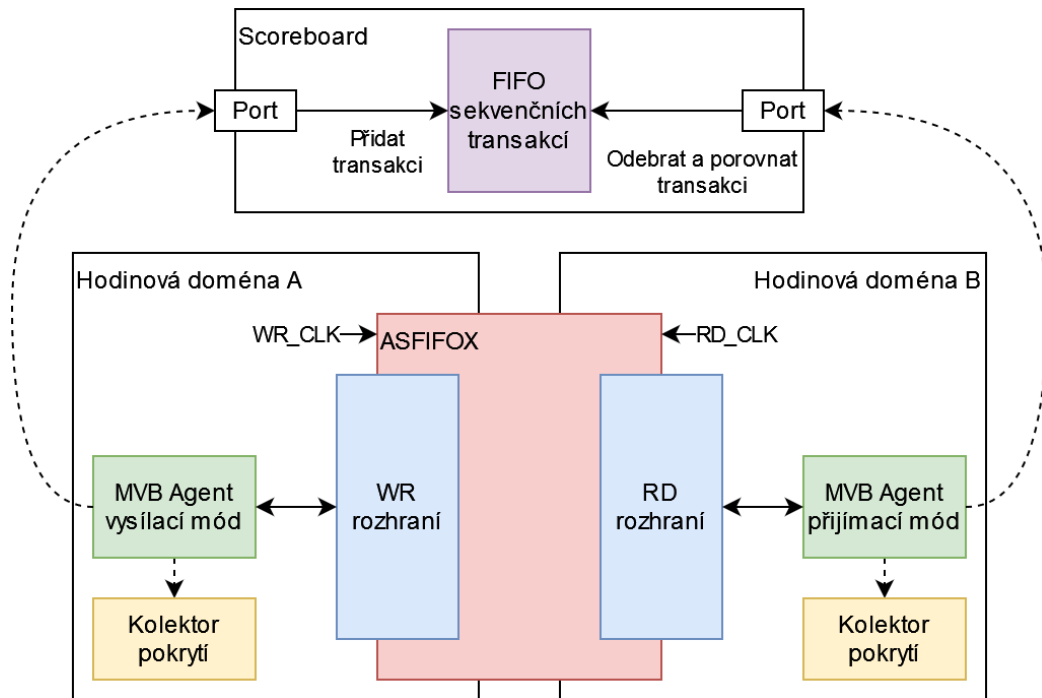 Scoreboard
FIFO
sekvenčních
transakcí
Port
Port
Přidat
transakci
Odebrat a porovnat
transakci
Hodinová doména A
Hodinová doména B
WR_CLK
ASFIFOX
RD_CLK
MVB Agent
vysílací mód
WR
rozhraní
RD
rozhraní
MVB Agent
přijímací mód
Kolektor
pokrytí
Kolektor
pokrytí